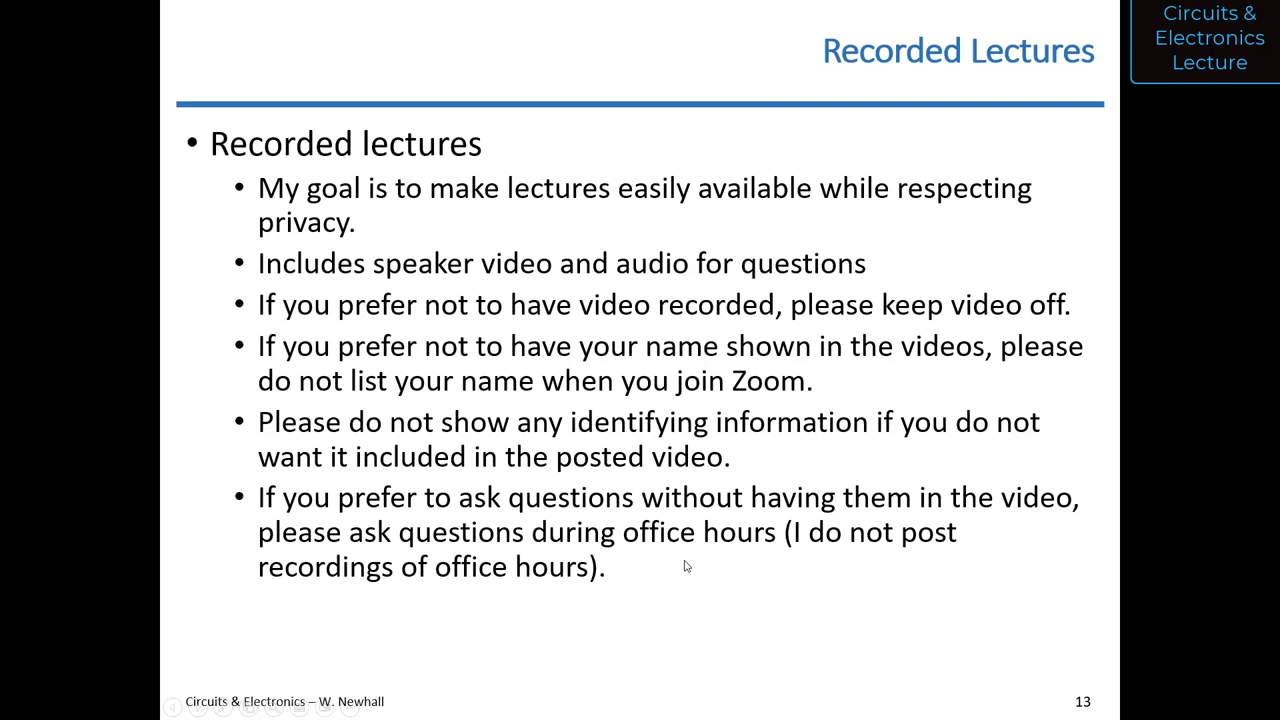 Circuits &
Electronics
Lecture
Recorded Lectures
• Recorded lectures
• My goal is to make lectures easily available while respecting
privacy.
• Includes speaker video and audio for questions
• If you prefer not to have video recorded, please keep video off.
• If you prefer not to have your name shown in the videos, please
do not list your name when you join Zoom.
• Please do not show any identifying information if you do not
want it included in the posted video.
• If you prefer to ask questions without having them in the video,
please ask questions during office hours (I do not post
recordings of office hours).
Circuits & Electronics – W. Newhall
13